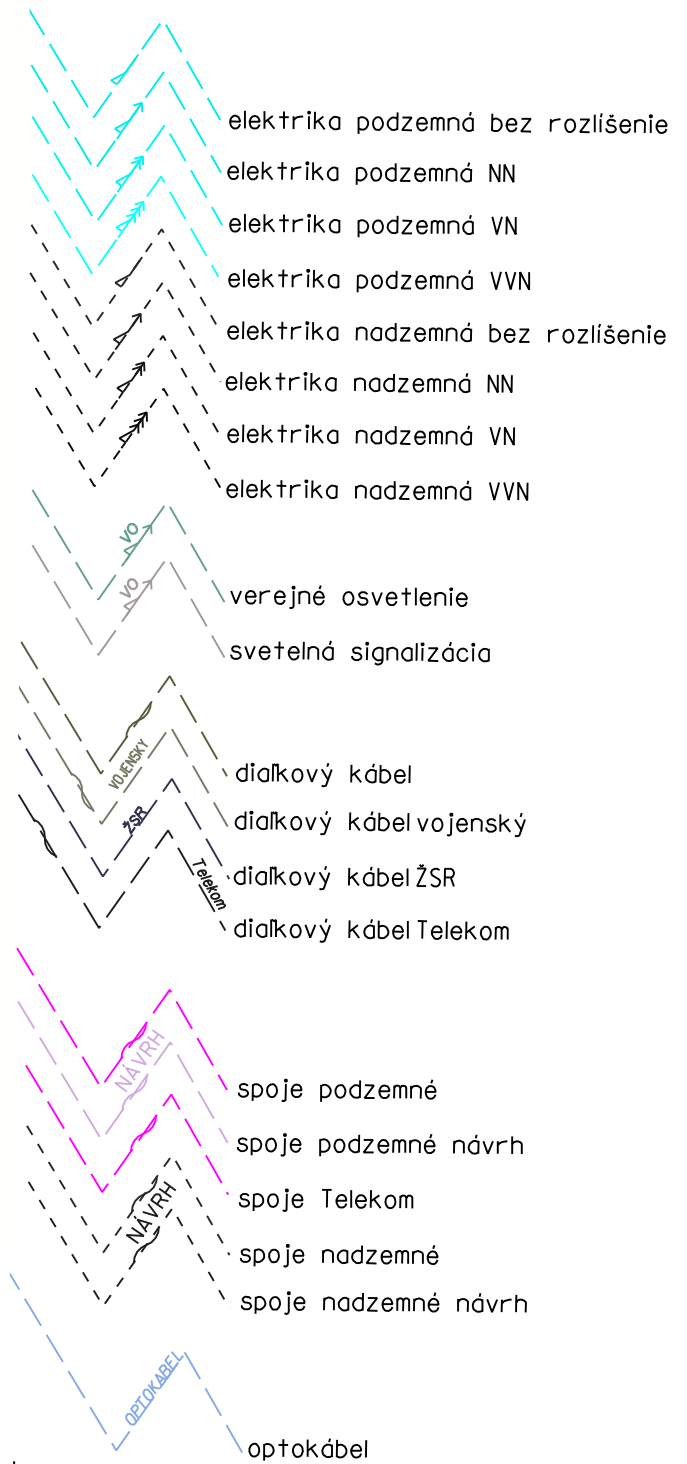 elektrika podzemná bez rozlíšenie
elektrika podzemná NN
elektrika podzemná VN
elektrika podzemná VVN
elektrika nadzemná bez rozlíšenie
elektrika nadzemná NN
elektrika nadzemná VN
elektrika nadzemná VVN
VO
verejné osvetlenie
VO
svetelná signalizácia
diaľkový kábel
VOJENSKY
diaľkový kábel vojenský
ŽSR
diaľkový kábel ŽSR
Telekom
diaľkový kábel Telekom
spoje podzemné
NÁVRH
spoje podzemné návrh
spoje Telekom
spoje nadzemné
NÁVRH
spoje nadzemné návrh
OPTOKABEL
optokábel